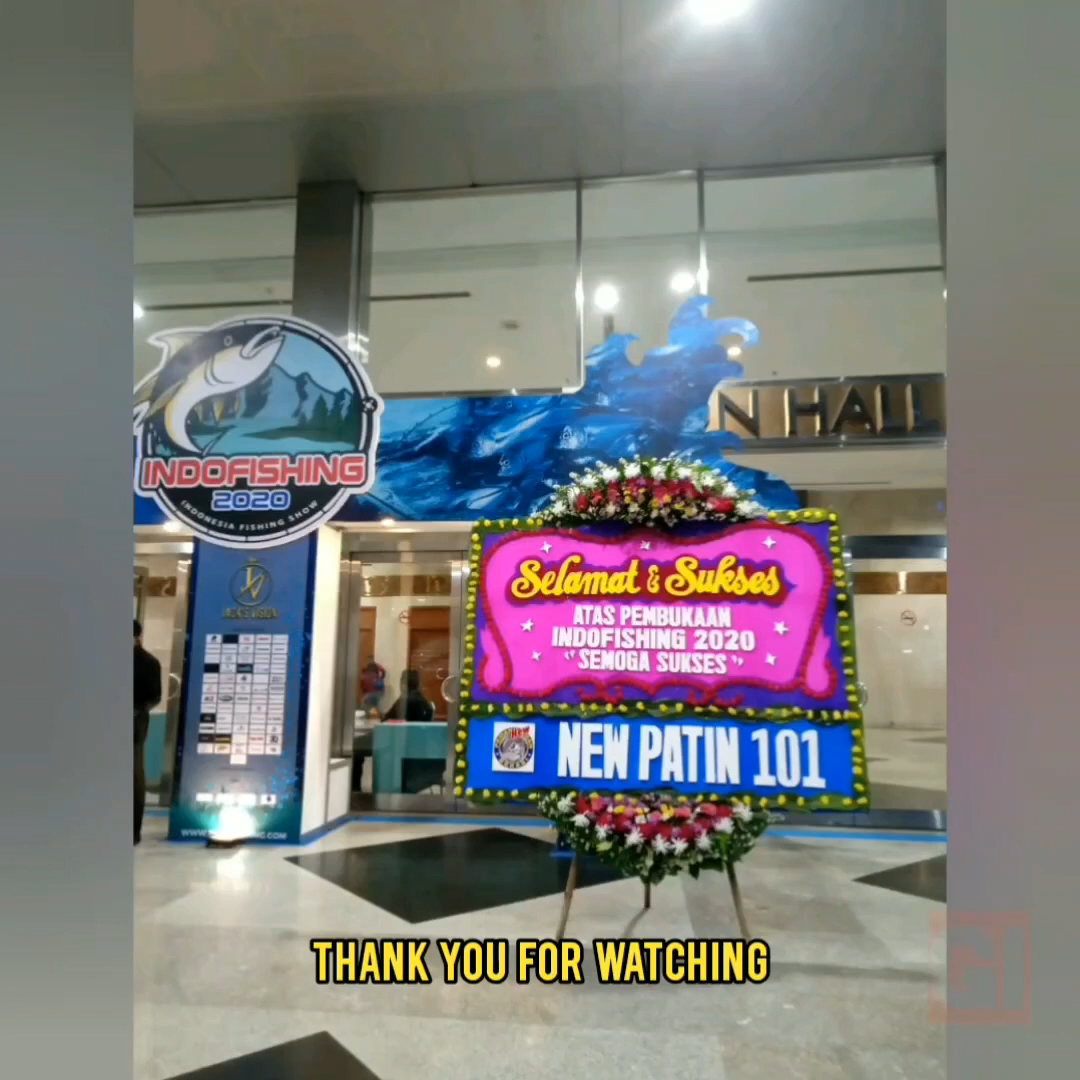 N HALL
INDOFISHING
2020
INDONESIA FISHING SHOW
Selamat & Sukses
ATAS PEMBUKAAN
INDOFISHING 2020
"SEMOGA SUKSES"
NEW PATIN 101
THANK YOU FOR WATCHING